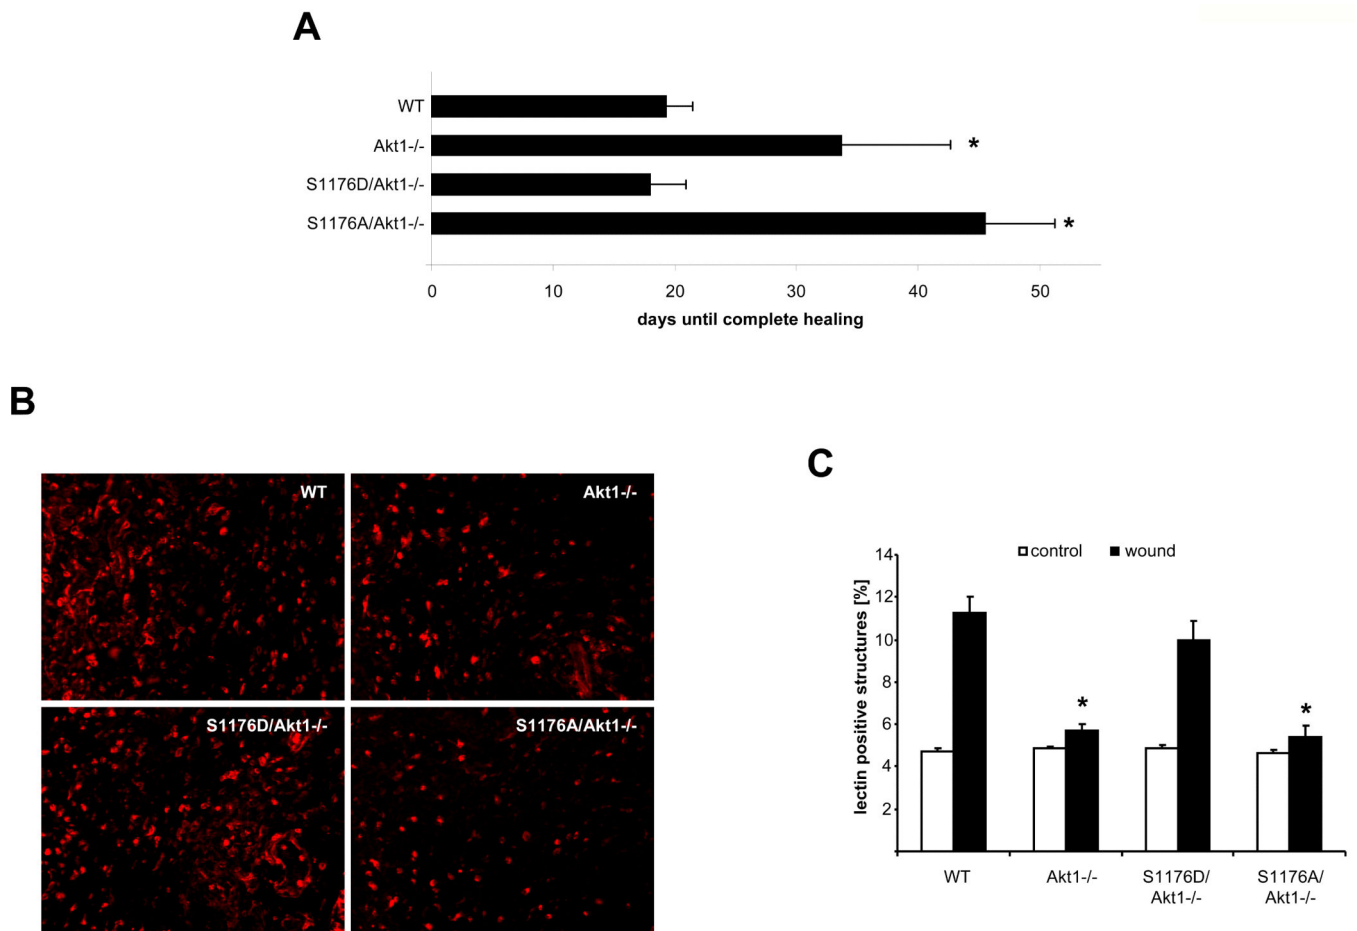 A
WT
Akt1-/-
S1176D/Akt1-/-
S1176A/Akt1-/-
*
*
0 10 20 30 40 50
days until complete healing
B
WT
Akt1-/-
S1176D/Akt1-/-
S1176A/Akt1-/-
C
control wound
lectin positive structures [%]
14
12
10
8
6
4
2
*
*
WT
Akt1-/-
S1176D/
Akt1-/-
S1176A/
Akt1-/-